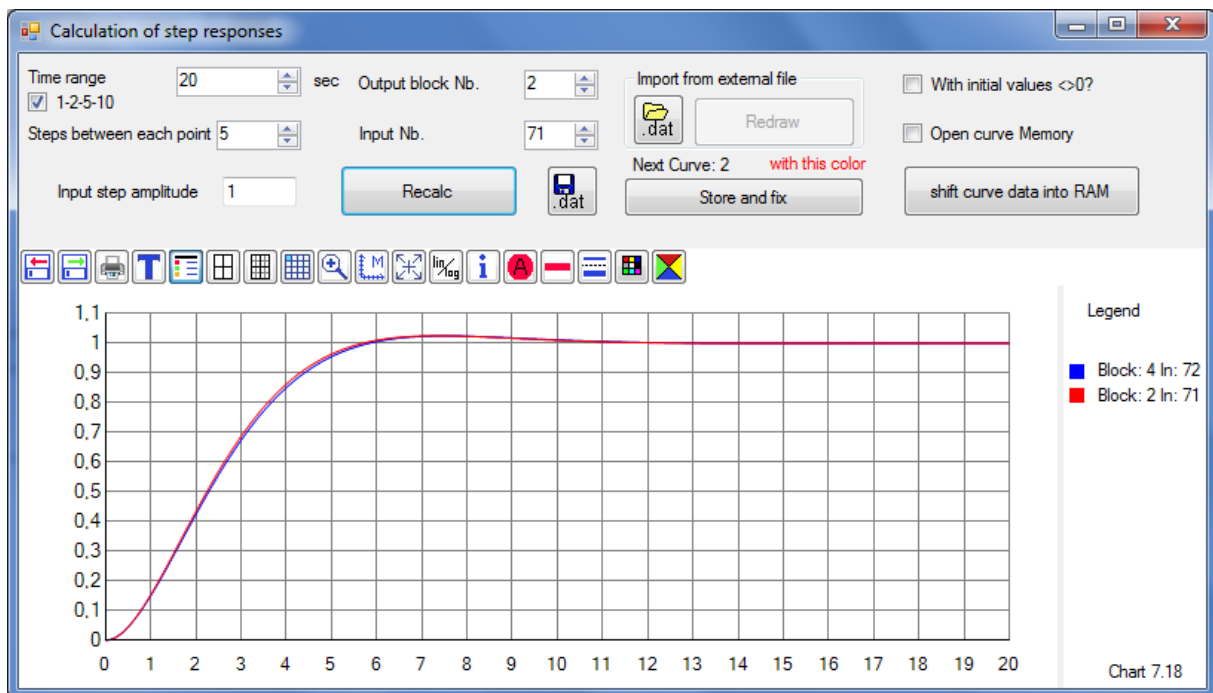 Calculation of step responses
Time range 20 sec
1-2-5-10
Steps between each point 5
Input step amplitude 1
Output block Nb. 2
Input Nb. 71
Recalc
.dat
Import from external file
.dat
Redraw
Next Curve: 2 with this color
Store and fix
With initial values <>0?
Open curve Memory
shift curve data into RAM
T
M
lin/log
i
A
1,1
1
0,9
0,8
0,7
0,6
0,5
0,4
0,3
0,2
0,1
0
0 1 2 3 4 5 6 7 8 9 10 11 12 13 14 15 16 17 18 19 20
Legend
Block: 4 In: 72
Block: 2 In: 71
Chart 7.18